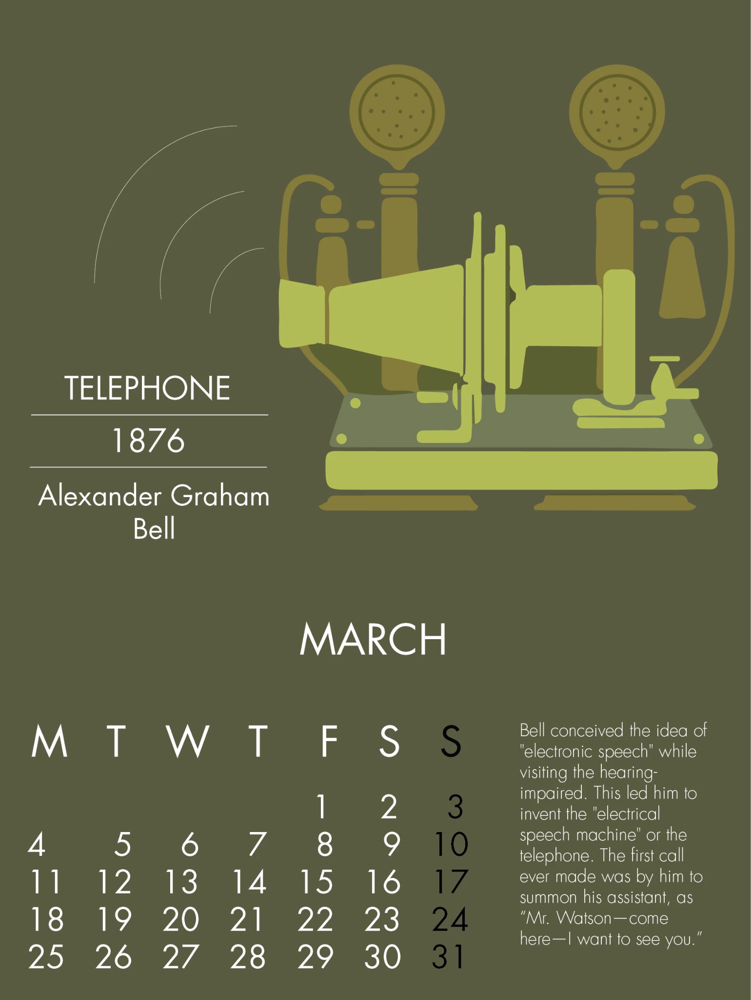 TELEPHONE
1876
Alexander Graham
Bell
MARCH
M T W T F S S
1 2 3
4 5 6 7 8 9 10
11 12 13 14 15 16 17
18 19 20 21 22 23 24
25 26 27 28 29 30 31
Bell conceived the idea of
"electronic speech" while
visiting the hearing-
impaired. This led him to
invent the "electrical
speech machine" or the
telephone. The first call
ever made was by him to
summon his assistant, as
“Mr. Watson—come
here—I want to see you.”